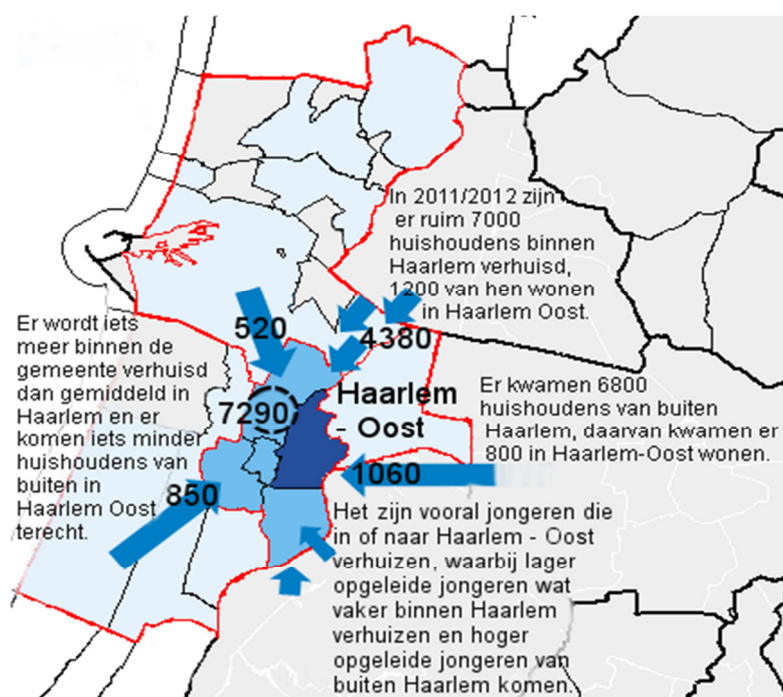 In 2011/2012 zijn
er ruim 7000
huishoudens binnen
Haarlem verhuisd,
1200 van hen wonen
in Haarlem Oost.
Er wordt iets
meer binnen de
gemeente verhuisd
dan gemiddeld in
Haarlem en er
komen iets minder
huishoudens van
buiten in
Haarlem Oost
terecht.
520
4380
7290
Haarlem
- Oost
850
1060
Er kwamen 6800
huishoudens van buiten
Haarlem, daarvan kwamen er
800 in Haarlem-Oost wonen.
Het zijn vooral jongeren die
in of naar Haarlem - Oost
verhuizen, waarbij lager
opgeleide jongeren wat
vaker binnen Haarlem
verhuizen en hoger
opgeleide jongeren van
buiten Haarlem komen.